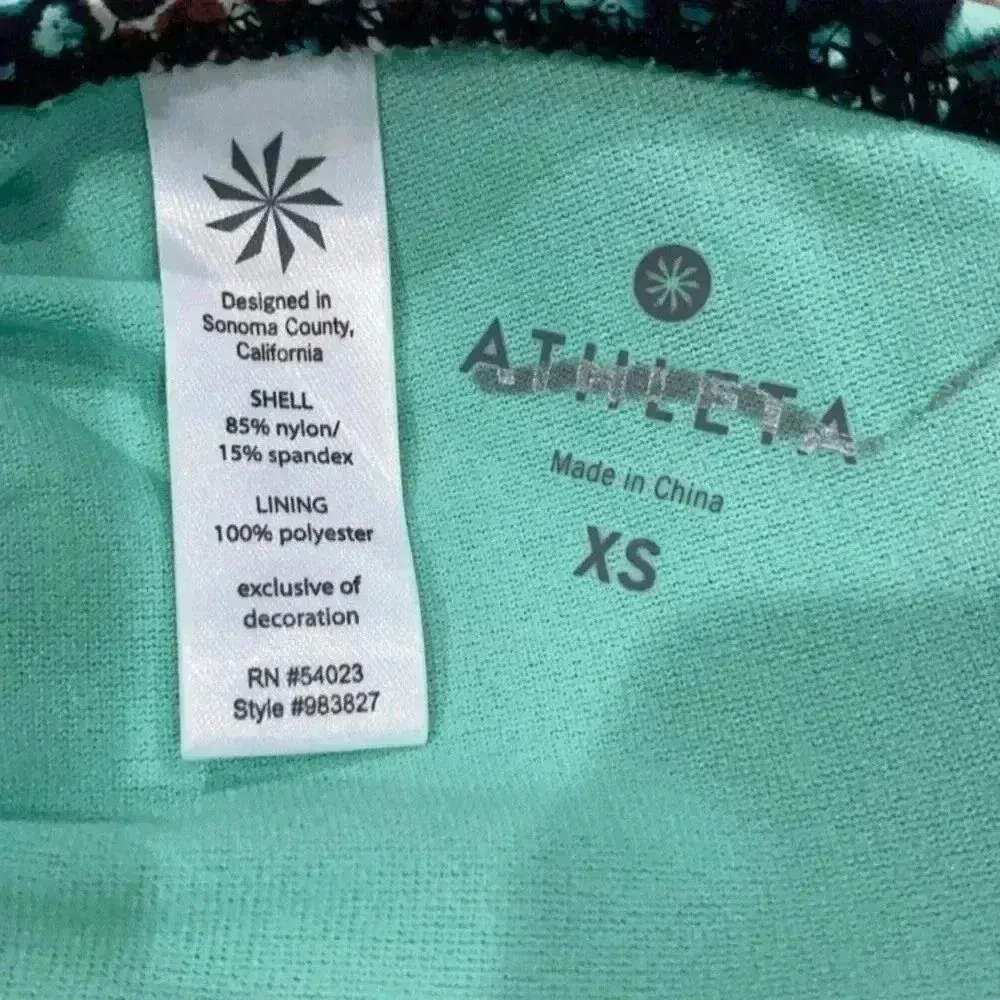 Designed in
Sonoma County,
California
SHELL
85% nylon/
15% spandex
LINING
100% polyester
exclusive of
decoration
RN #54023
Style #983827
ATHLETA
Made in China
XS